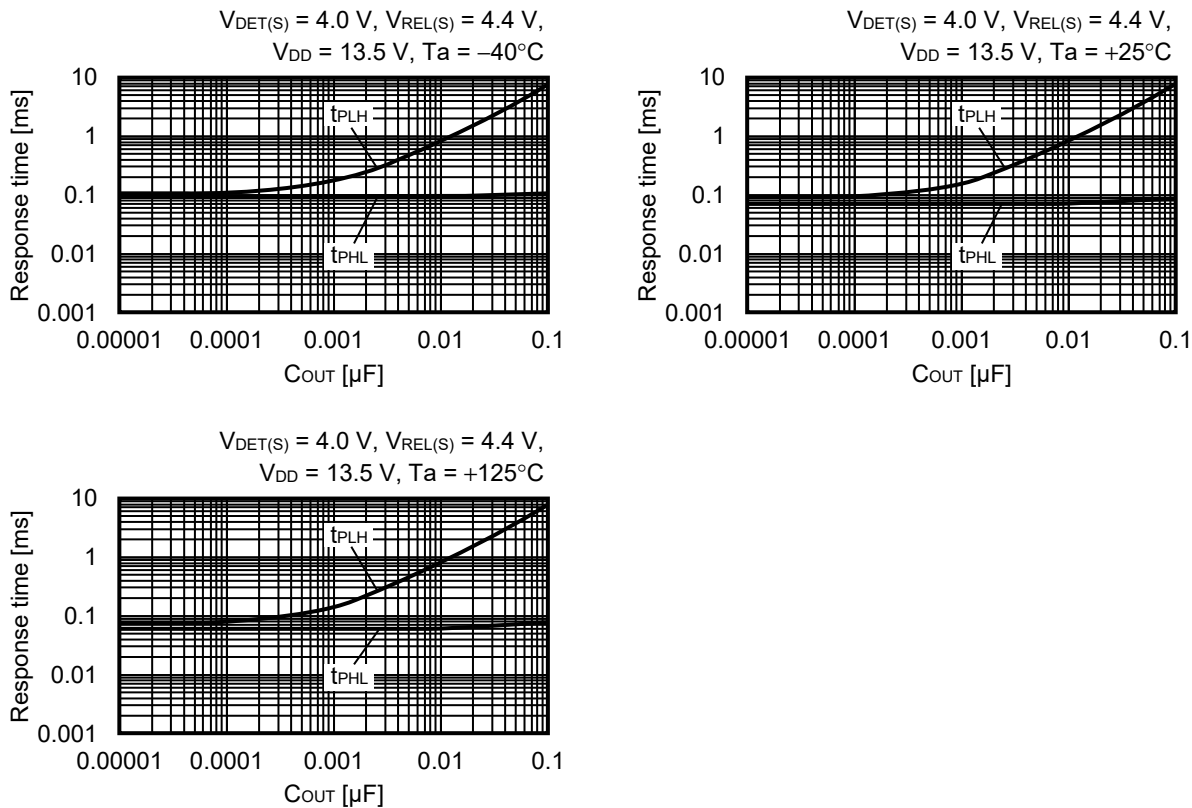 VDET(S) = 4.0 V, VREL(S) = 4.4 V,
VDD = 13.5 V, Ta = −40°C
Response time [ms]
10
1
0.1
0.01
0.001
tPLH
tPHL
0.00001 0.0001 0.001 0.01 0.1
COUT [µF]
VDET(S) = 4.0 V, VREL(S) = 4.4 V,
VDD = 13.5 V, Ta = +25°C
Response time [ms]
10
1
0.1
0.01
0.001
tPLH
tPHL
0.00001 0.0001 0.001 0.01 0.1
COUT [µF]
VDET(S) = 4.0 V, VREL(S) = 4.4 V,
VDD = 13.5 V, Ta = +125°C
Response time [ms]
10
1
0.1
0.01
0.001
tPLH
tPHL
0.00001 0.0001 0.001 0.01 0.1
COUT [µF]